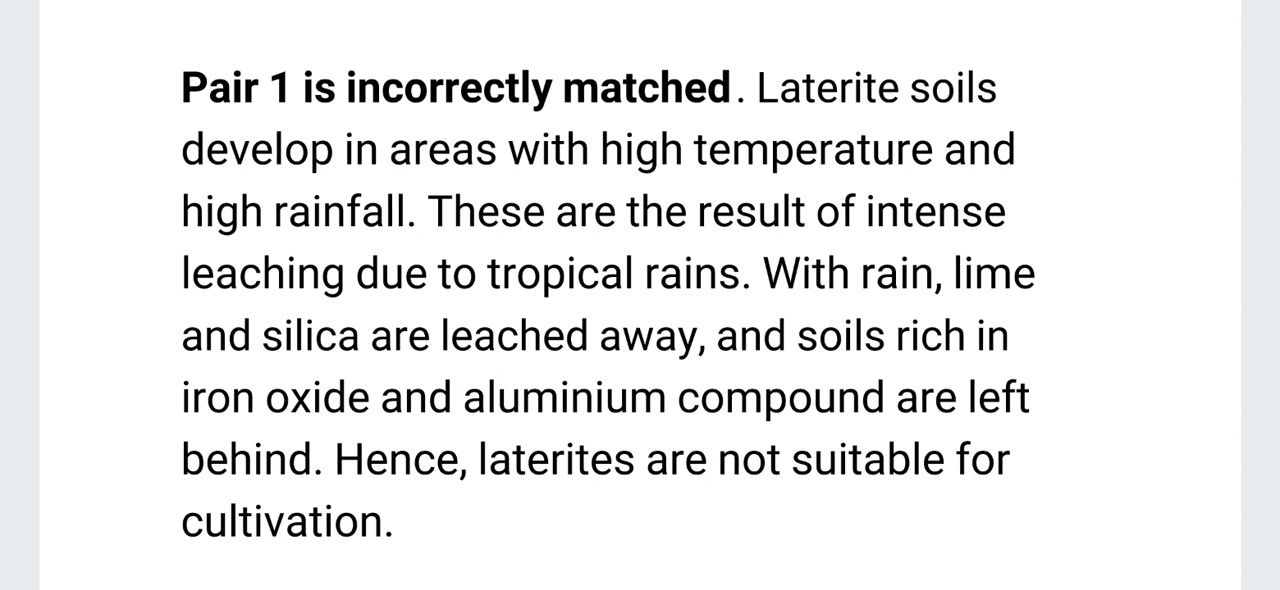 Pair 1 is incorrectly matched. Laterite soils
develop in areas with high temperature and
high rainfall. These are the result of intense
leaching due to tropical rains. With rain, lime
and silica are leached away, and soils rich in
iron oxide and aluminium compound are left
behind. Hence, laterites are not suitable for
cultivation.